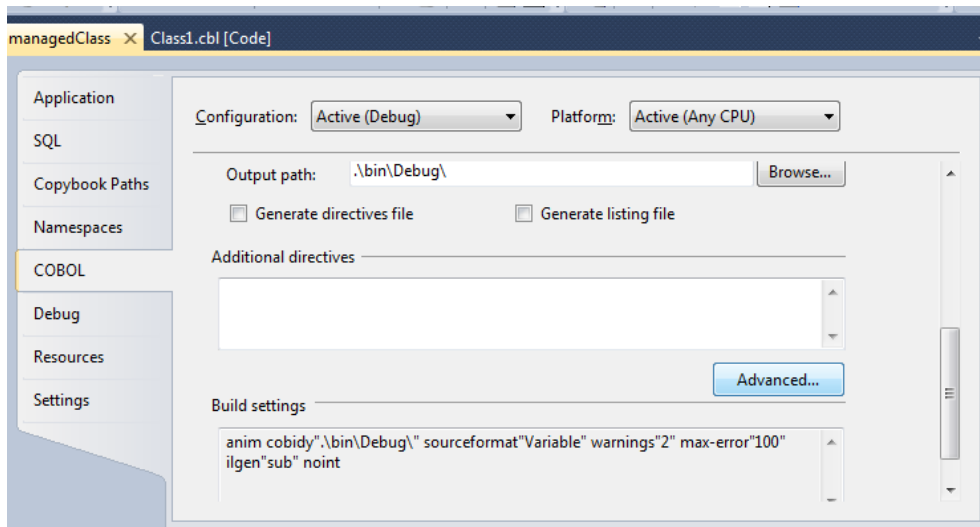 managedClass
Class1.cbl [Code]
Application
SQL
Copybook Paths
Namespaces
COBOL
Debug
Resources
Settings
Configuration: Active (Debug) Platform: Active (Any CPU)
Output path: .\bin\Debug\ Browse...
Generate directives file Generate listing file
Additional directives
Advanced...
Build settings
anim cobidy".\bin\Debug\" sourceformat"Variable" warnings"2" max-error"100"
ilgen"sub" noint